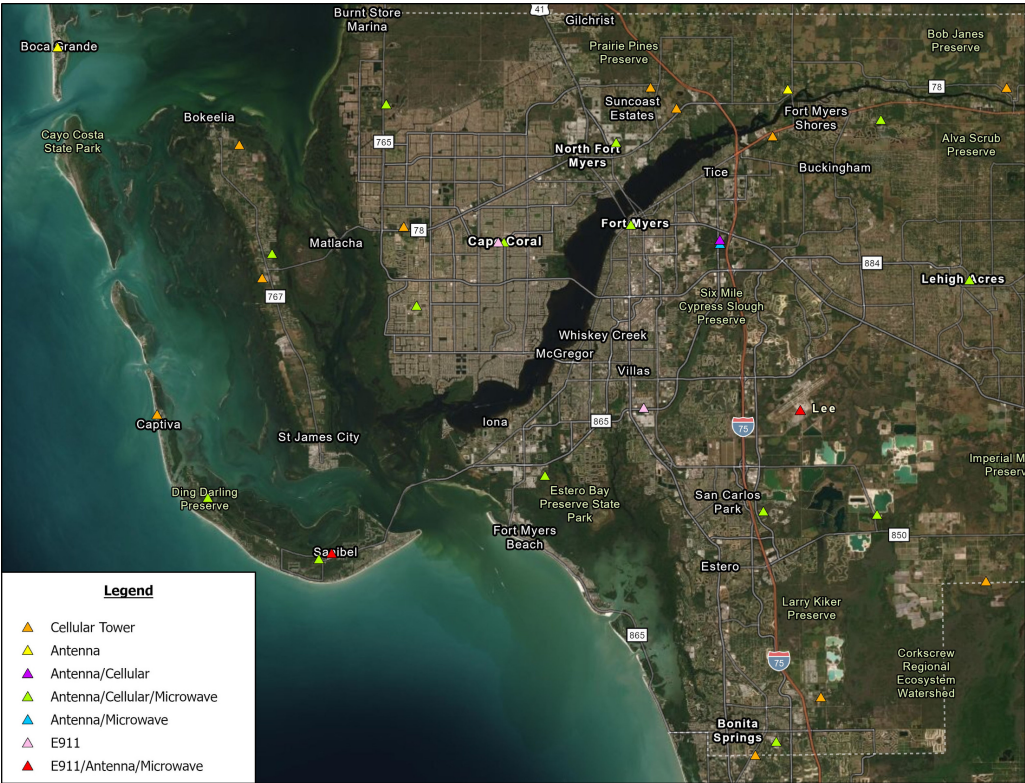 Burnt Store
Marina
41
Gilchrist
Boca Grande
Prairie Pines
Preserve
Bob Janes
Preserve
78
Suncoast
Estates
Fort Myers
Shores
Bokeelia
Cayo Costa
State Park
765
North Fort
Myers
Alva Scrub
Preserve
Tice
Buckingham
Fort Myers
78
Matlacha
Cape Coral
884
Lehigh Acres
767
Six Mile
Cypress Slough
Preserve
Whiskey Creek
McGregor
Villas
Captiva
Iona
865
75
Lee
St James City
Imperial M
Preserv
Ding Darling
Preserve
Estero Bay
Preserve State
Park
San Carlos
Park
Fort Myers
Beach
850
Sanibel
Estero
Larry Kiker
Preserve
865
75
Corkscrew
Regional
Ecosystem
Watershed
Bonita
Springs
Legend
Cellular Tower
Antenna
Antenna/Cellular
Antenna/Cellular/Microwave
Antenna/Microwave
E911
E911/Antenna/Microwave